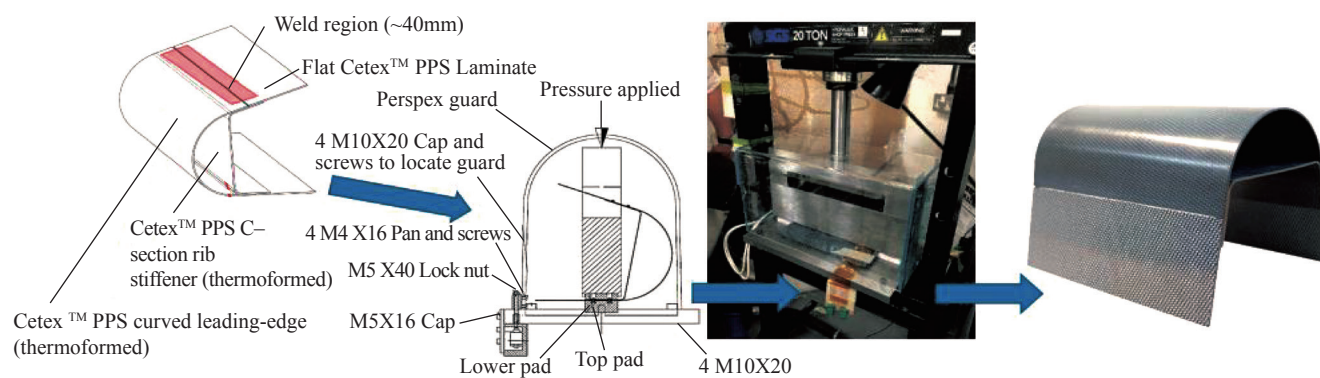 Weld region (~40mm)
Flat Cetex™ PPS Laminate
Perspex guard
Pressure applied
4 M10X20 Cap and
screws to locate guard
Cetex™ PPS C–
section rib
stiffener (thermoformed)
4 M4 X16 Pan and screws
M5 X40 Lock nut
Cetex ™ PPS curved leading-edge
(thermoformed)
M5X16 Cap
Lower pad
Top pad
4 M10X20
SGS
20 TON
WARNING